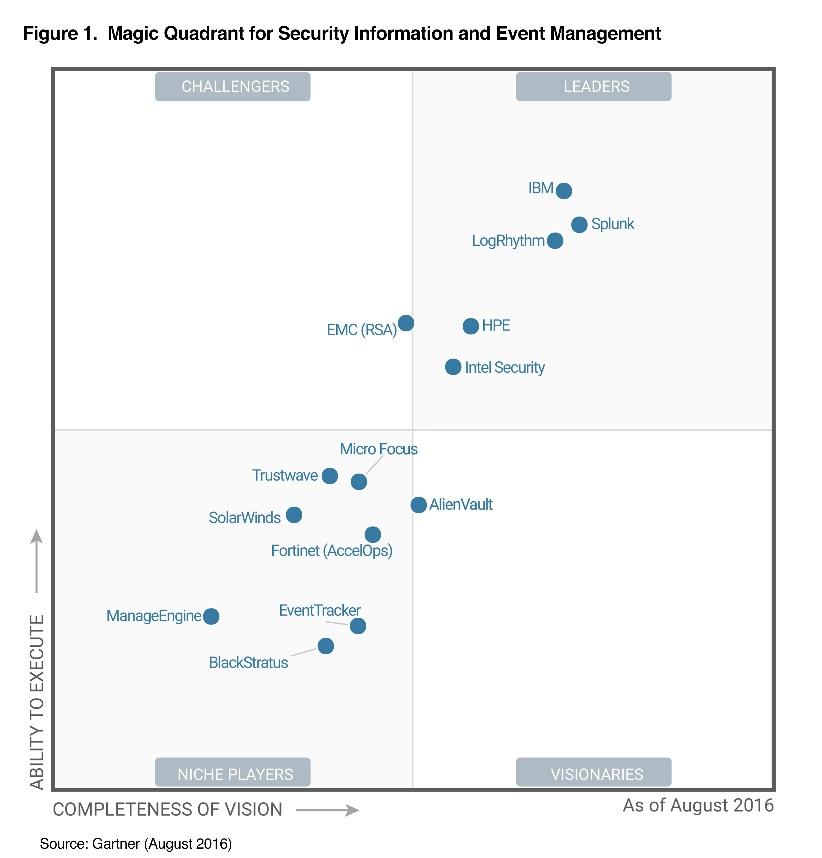 Figure 1. Magic Quadrant for Security Information and Event Management
CHALLENGERS
LEADERS
IBM
Splunk
LogRhythm
EMC (RSA)
HPE
Intel Security
Micro Focus
Trustwave
AlienVault
SolarWinds
Fortinet (AccelOps)
ManageEngine
EventTracker
BlackStratus
NICHE PLAYERS
VISIONARIES
ABILITY TO EXECUTE
COMPLETENESS OF VISION
As of August 2016
Source: Gartner (August 2016)